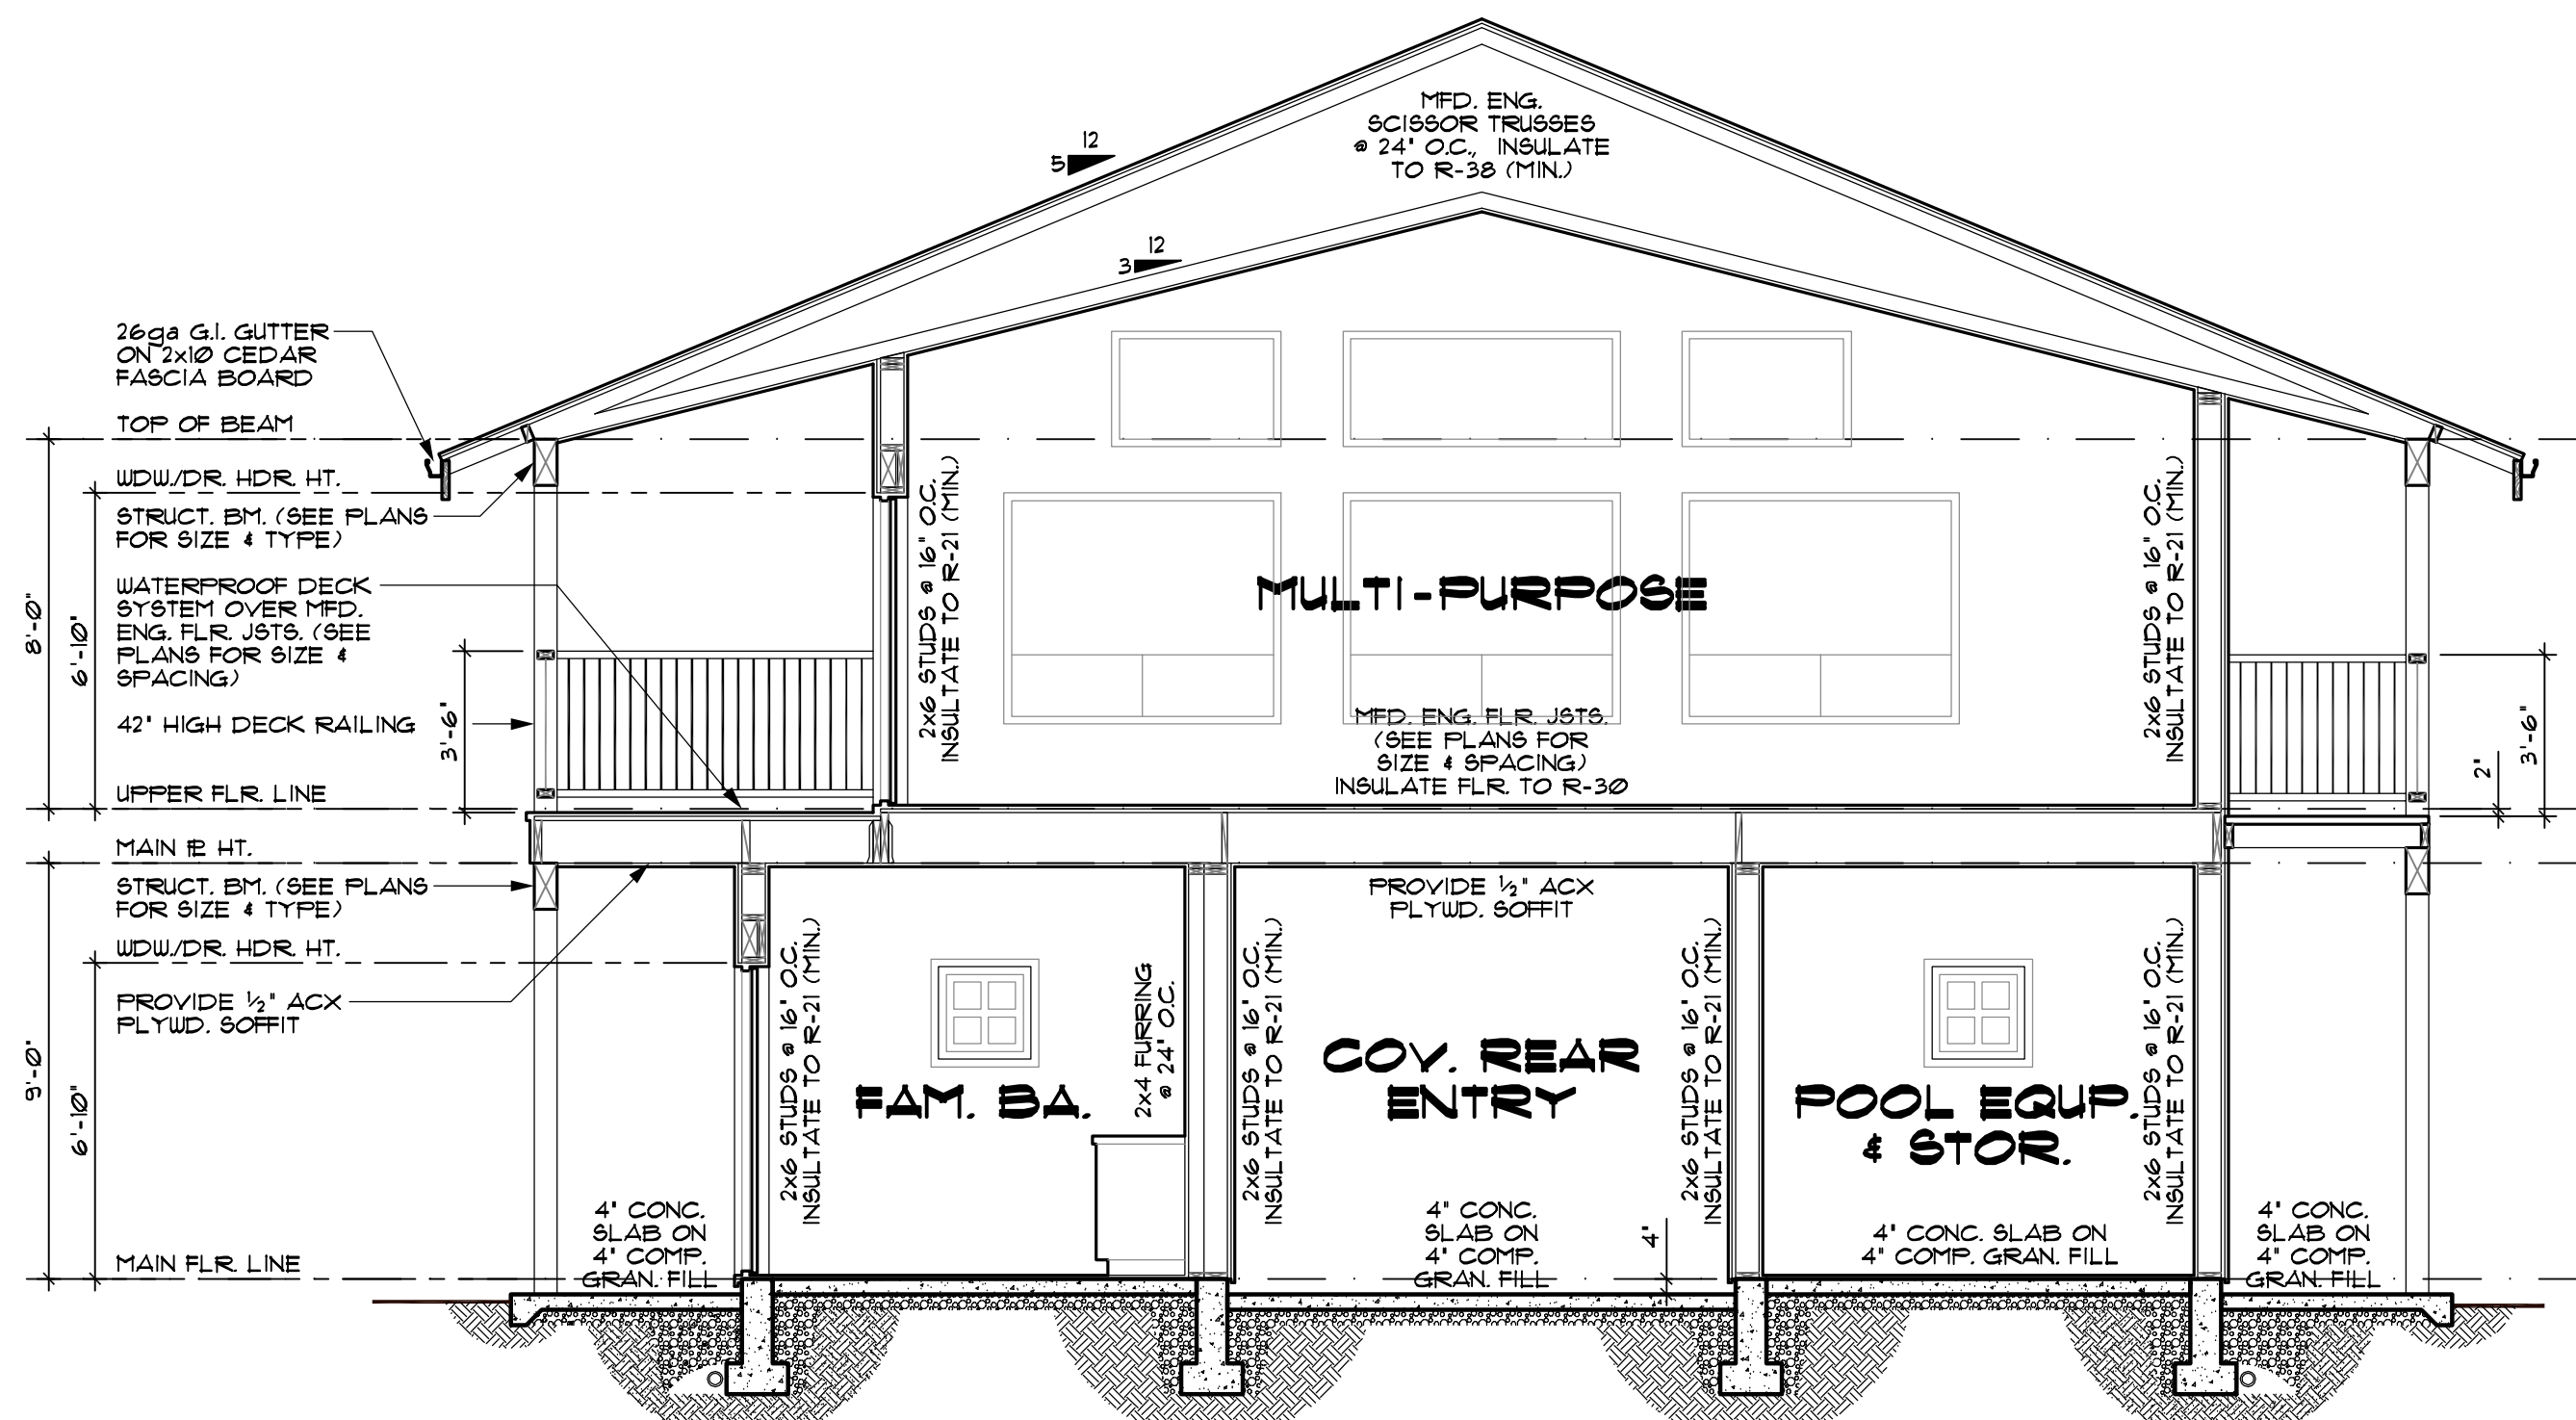 MFD. ENG.
SCISSOR TRUSSES
@ 24" O.C., INSULATE
TO R-38 (MIN.)
12
5
12
3
26ga G.I. GUTTER
ON 2x10 CEDAR
FASCIA BOARD
TOP OF BEAM
WDW./DR. HDR. HT.
STRUCT. BM. (SEE PLANS
FOR SIZE & TYPE)
WATERPROOF DECK
SYSTEM OVER MFD.
ENG. FLR. JSTS. (SEE
PLANS FOR SIZE &
SPACING)
42" HIGH DECK RAILING
UPPER FLR. LINE
8'-0"
6'-10"
3'-6"
2x6 STUDS @ 16" O.C.
INSULTATE TO R-21 (MIN.)
MULTI-PURPOSE
MFD. ENG. FLR. JSTS.
(SEE PLANS FOR
SIZE & SPACING)
INSULATE FLR. TO R-30
2x6 STUDS @ 16" O.C.
INSULTATE TO R-21 (MIN.)
2"
3'-6"
MAIN PL HT.
STRUCT. BM. (SEE PLANS
FOR SIZE & TYPE)
WDW./DR. HDR. HT.
PROVIDE ½" ACX
PLYWD. SOFFIT
9'-0"
6'-10"
MAIN FLR. LINE
4" CONC.
SLAB ON
4" COMP.
GRAN. FILL
2x6 STUDS @ 16" O.C.
INSULTATE TO R-21 (MIN.)
FAM. BA.
2x4 FURRING
@ 24" O.C.
2x6 STUDS @ 16" O.C.
INSULTATE TO R-21 (MIN.)
PROVIDE ½" ACX
PLYWD. SOFFIT
COV. REAR
ENTRY
4" CONC.
SLAB ON
4" COMP.
GRAN. FILL
4"
2x6 STUDS @ 16" O.C.
INSULTATE TO R-21 (MIN.)
POOL EQUP.
& STOR.
4" CONC. SLAB ON
4" COMP. GRAN. FILL
2x6 STUDS @ 16" O.C.
INSULTATE TO R-21 (MIN.)
4" CONC.
SLAB ON
4" COMP.
GRAN. FILL